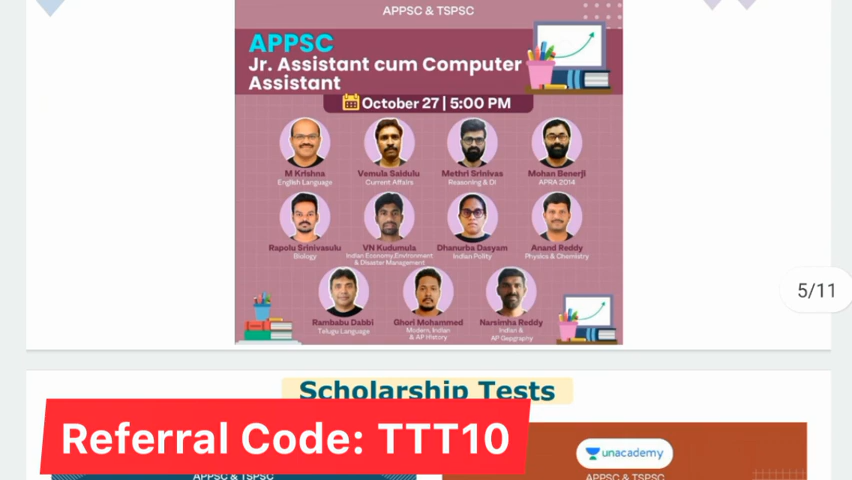 APPSC & TSPSC
APPSC
Jr. Assistant cum Computer
Assistant
October 27 | 5:00 PM
M Krishna
English Language
Vemula Saidulu
Current Affairs
Methri Srinivas
Reasoning & DI
Mohan Benerji
APRA 2014
Rapolu Srinivasulu
Biology
VN Kudumula
Indian Economy,Environment
& Disaster Management
Dhanurba Dasyam
Indian Polity
Anand Reddy
Physics & Chemistry
Rambabu Dabbi
Telugu Language
Ghori Mohammed
Modern, Indian
& AP History
Narsimha Reddy
Indian &
AP Geography
5/11
Scholarship Tests
Referral Code: TTT10
unacademy
APPSC & TSPSC
APPSC & TSPSC